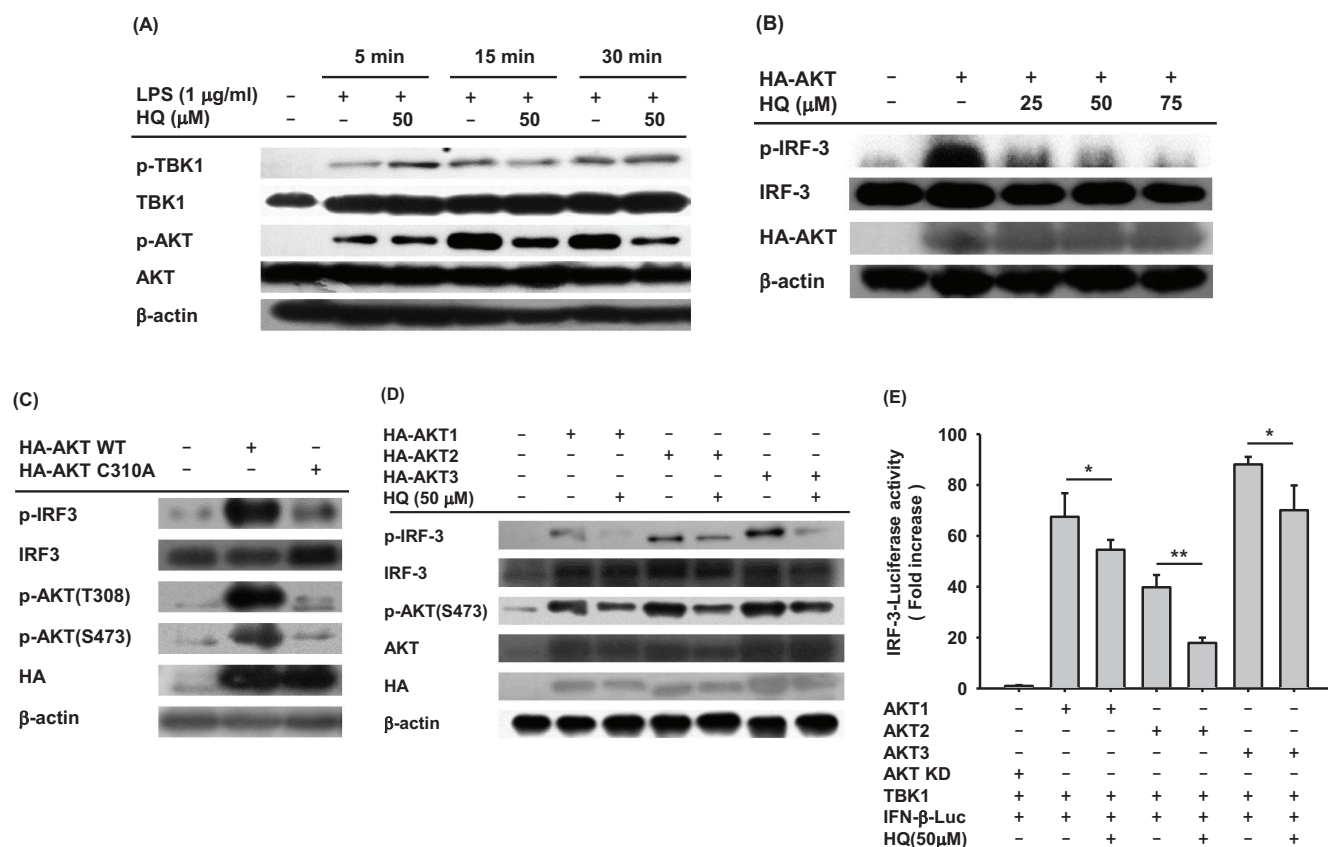 (A)
5 min 15 min 30 min
LPS (1 μg/ml) – + + + + + +
HQ (μM) – – 50 – 50 – 50
p-TBK1
TBK1
p-AKT
AKT
β-actin
(B)
HA-AKT – + + + +
HQ (μM) – – 25 50 75
p-IRF-3
IRF-3
HA-AKT
β-actin
(C)
HA-AKT WT – + –
HA-AKT C310A – – +
p-IRF3
IRF3
p-AKT(T308)
p-AKT(S473)
HA
β-actin
(D)
HA-AKT1 – + + – – – –
HA-AKT2 – – – + + – –
HA-AKT3 – – – – – + +
HQ (50 μM) – – + – + – +
p-IRF-3
IRF-3
p-AKT(S473)
AKT
HA
β-actin
(E)
IRF-3-Luciferase activity
( Fold increase )
100
80
60
40
20
0
* ** *
AKT1 – + + – – – –
AKT2 – – – + + – –
AKT3 – – – – – + +
AKT KD + – – – – – –
TBK1 + + + + + + +
IFN-β-Luc + + + + + + +
HQ(50μM) – – + – + – +